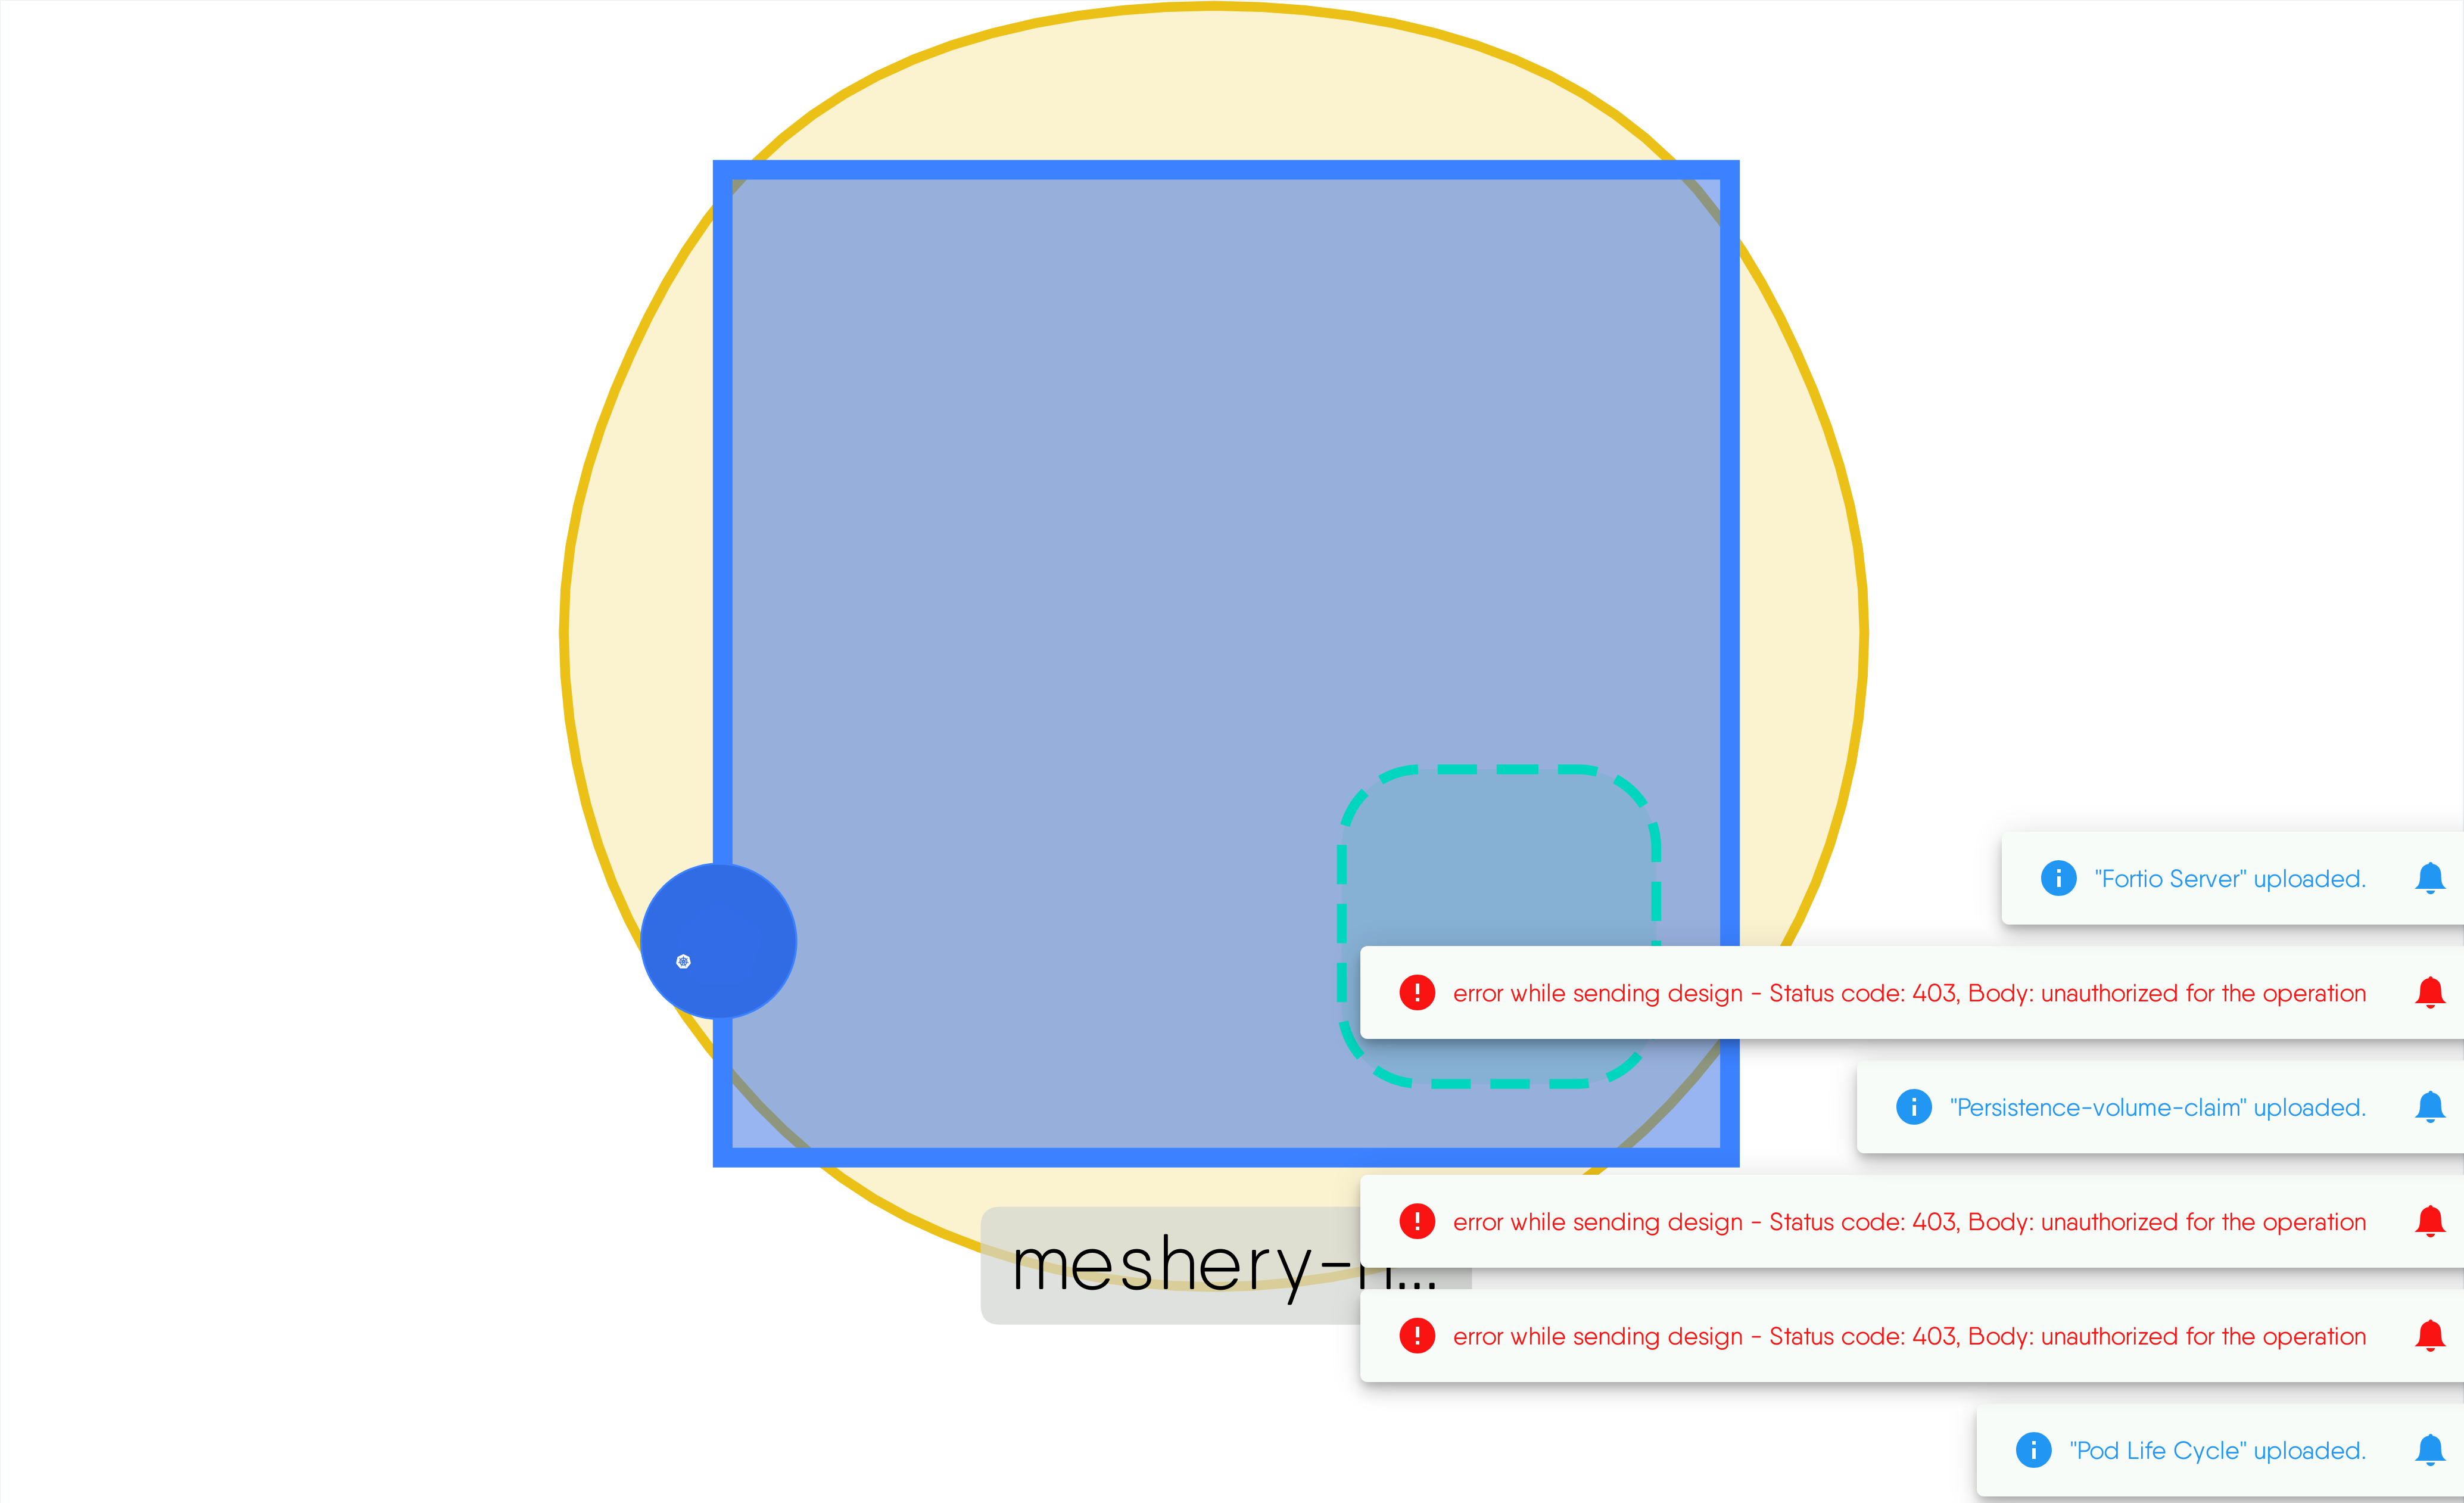 "Fortio Server" uploaded.
error while sending design - Status code: 403, Body: unauthorized for the operation
"Persistence-volume-claim" uploaded.
error while sending design - Status code: 403, Body: unauthorized for the operation
meshery-...
error while sending design - Status code: 403, Body: unauthorized for the operation
"Pod Life Cycle" uploaded.